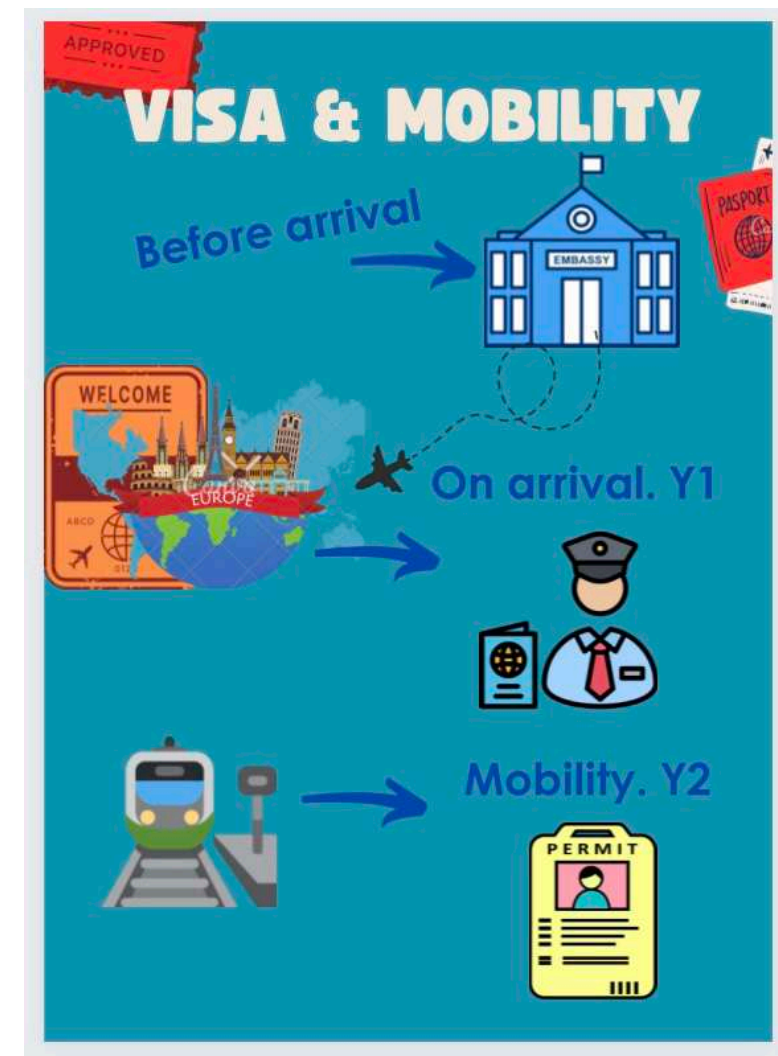 APPROVED
VISA & MOBILITY
PASPORT
Before arrival
EMBASSY
WELCOME
EUROPE
ABCD
On arrival. Y1
Mobility. Y2
PERMIT